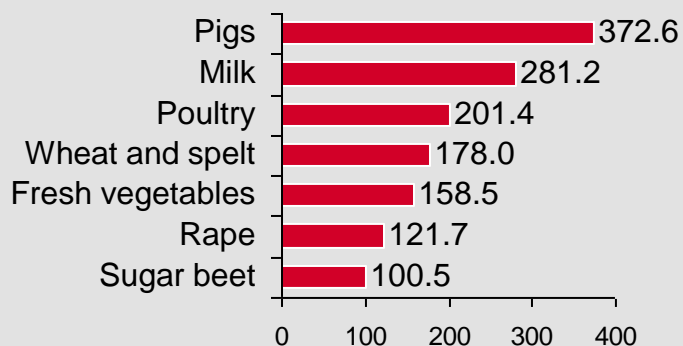 Pigs 372.6
Milk 281.2
Poultry 201.4
Wheat and spelt 178.0
Fresh vegetables 158.5
Rape 121.7
Sugar beet 100.5
0 100 200 300 400